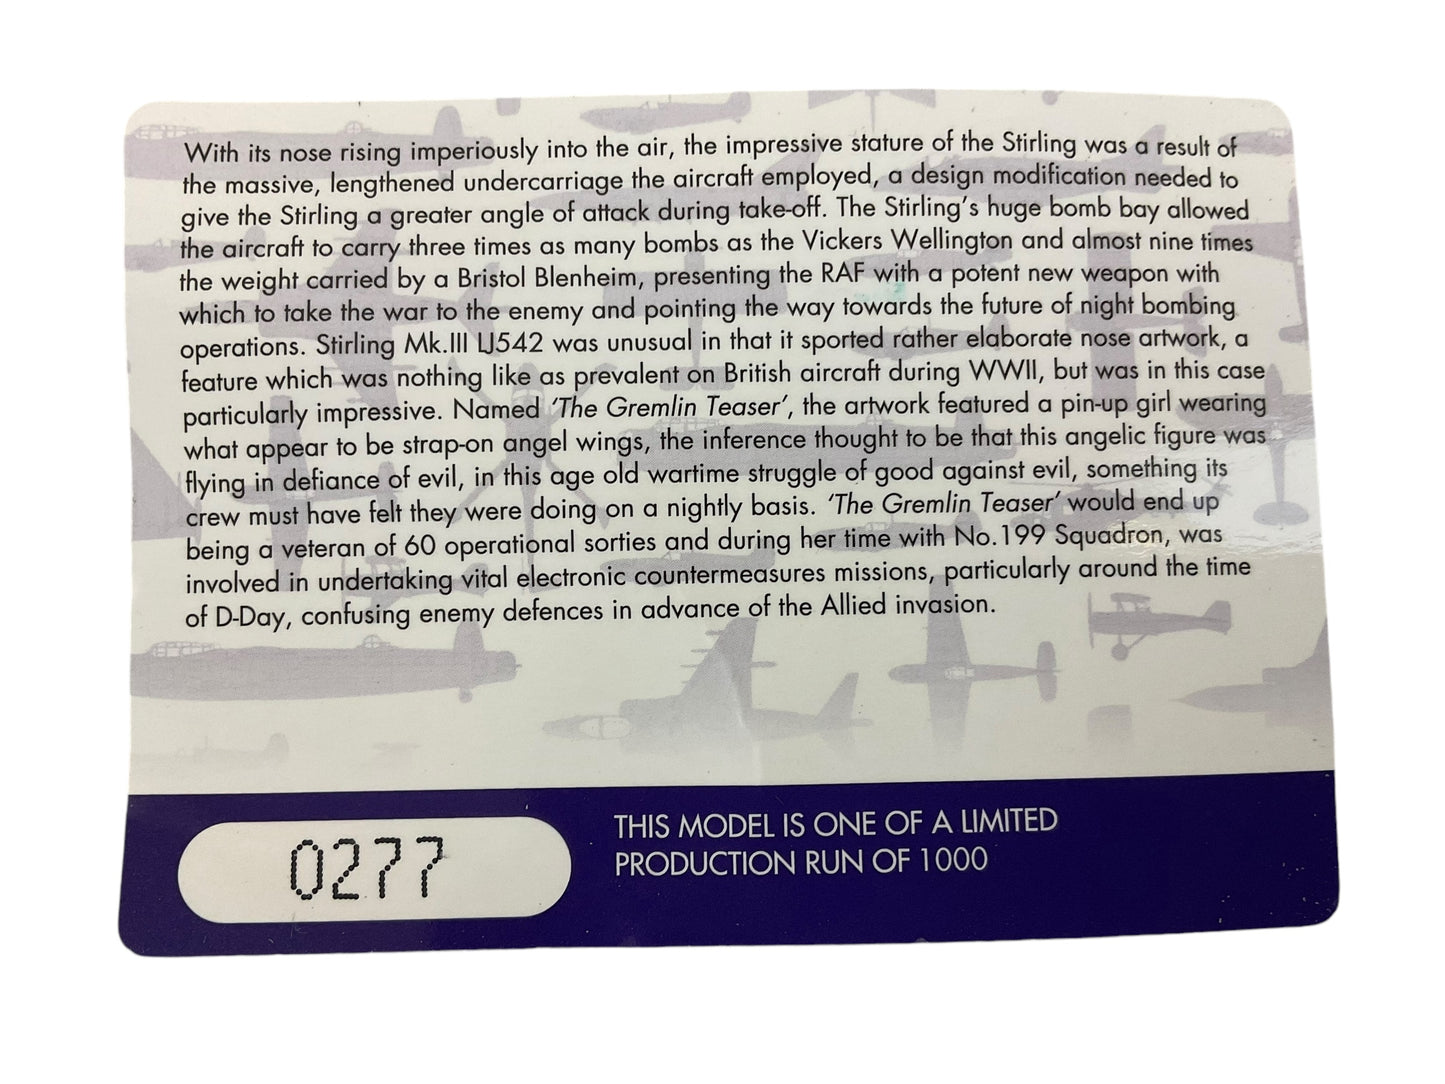 With its nose rising imperiously into the air, the impressive stature of the Stirling was a result of
the massive, lengthened undercarriage the aircraft employed, a design modification needed to
give the Stirling a greater angle of attack during take-off. The Stirling's huge bomb bay allowed
the aircraft to carry three times as many bombs as the Vickers Wellington and almost nine times
the weight carried by a Bristol Blenheim, presenting the RAF with a potent new weapon with
which to take the war to the enemy and pointing the way towards the future of night bombing
operations. Stirling Mk.III LJ542 was unusual in that it sported rather elaborate nose artwork, a
feature which was nothing like as prevalent on British aircraft during WWII, but was in this case
particularly impressive. Named 'The Gremlin Teaser', the artwork featured a pin-up girl wearing
what appear to be strap-on angel wings, the inference thought to be that this angelic figure was
flying in defiance of evil, in this age old wartime struggle of good against evil, something its
crew must have felt they were doing on a nightly basis. 'The Gremlin Teaser' would end up
being a veteran of 60 operational sorties and during her time with No.199 Squadron, was
involved in undertaking vital electronic countermeasures missions, particularly around the time
of D-Day, confusing enemy defences in advance of the Allied invasion.
0277
THIS MODEL IS ONE OF A LIMITED
PRODUCTION RUN OF 1000